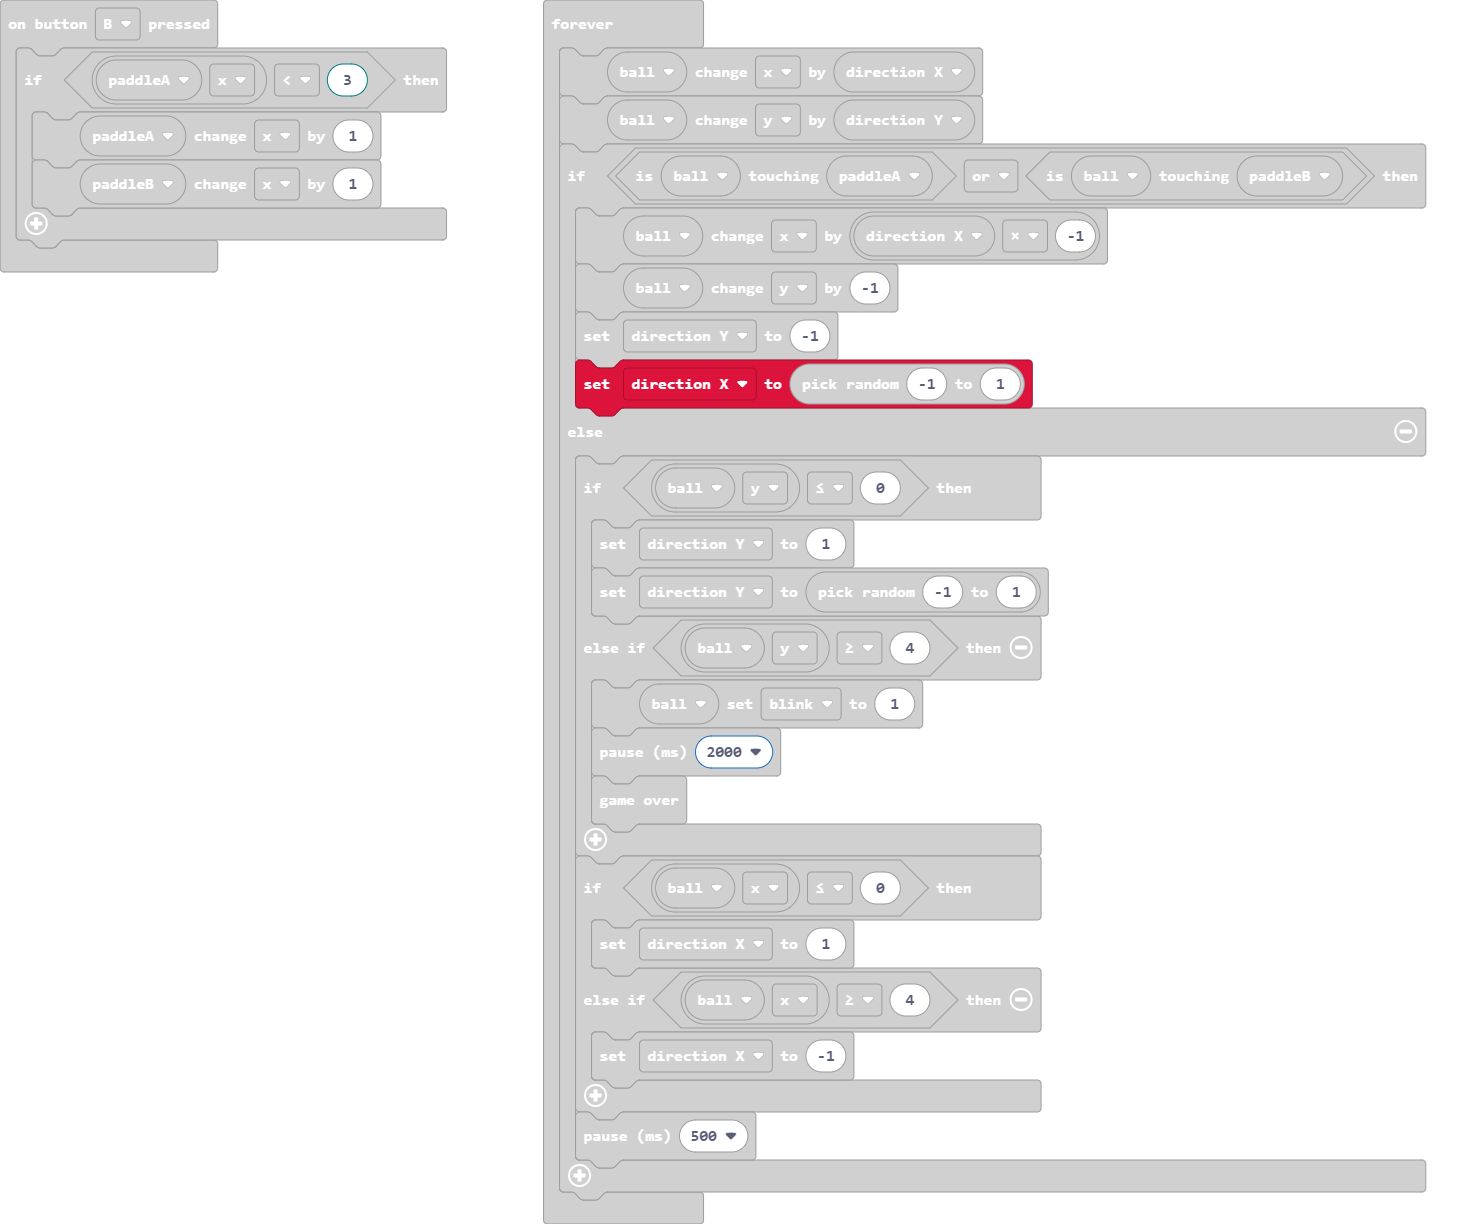 on button B pressed
if paddleA x < 3 then
paddleA change x by 1
paddleB change x by 1
forever
ball change x by direction X
ball change y by direction Y
if is ball touching paddleA or is ball touching paddleB then
ball change x by direction X × -1
ball change y by -1
set direction Y to -1
set direction X to pick random -1 to 1
else
if ball y ≤ 0 then
set direction Y to 1
set direction Y to pick random -1 to 1
else if ball y ≥ 4 then
ball set blink to 1
pause (ms) 2000
game over
if ball x ≤ 0 then
set direction X to 1
else if ball x ≥ 4 then
set direction X to -1
pause (ms) 500